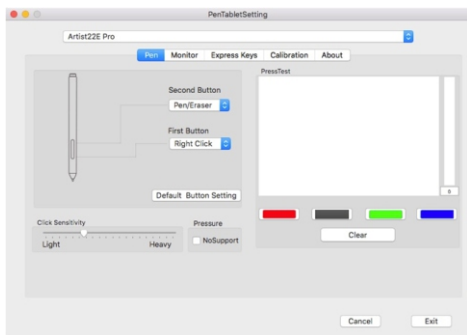 PenTabletSetting
Artist22E Pro
Pen Monitor Express Keys Calibration About
Second Button
Pen/Eraser
First Button
Right Click
Default Button Setting
Click Sensitivity
Light Heavy
Pressure
NoSupport
PressTest
0
Clear
Cancel Exit